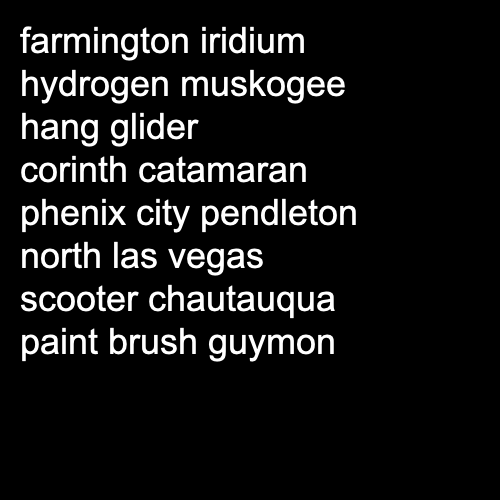 farmington iridium
hydrogen muskogee
hang glider
corinth catamaran
phenix city pendleton
north las vegas
scooter chautauqua
paint brush guymon